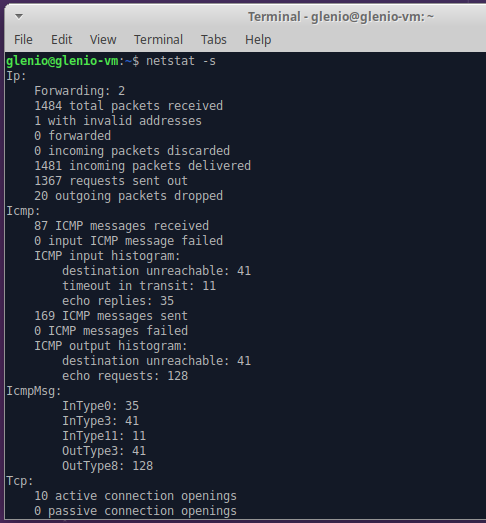 Terminal - glenio@glenio-vm: ~
File Edit View Terminal Tabs Help
glenio@glenio-vm:~$ netstat -s
Ip:
    Forwarding: 2
    1484 total packets received
    1 with invalid addresses
    0 forwarded
    0 incoming packets discarded
    1481 incoming packets delivered
    1367 requests sent out
    20 outgoing packets dropped
Icmp:
    87 ICMP messages received
    0 input ICMP message failed
    ICMP input histogram:
        destination unreachable: 41
        timeout in transit: 11
        echo replies: 35
    169 ICMP messages sent
    0 ICMP messages failed
    ICMP output histogram:
        destination unreachable: 41
        echo requests: 128
IcmpMsg:
        InType0: 35
        InType3: 41
        InType11: 11
        OutType3: 41
        OutType8: 128
Tcp:
    10 active connection openings
    0 passive connection openings